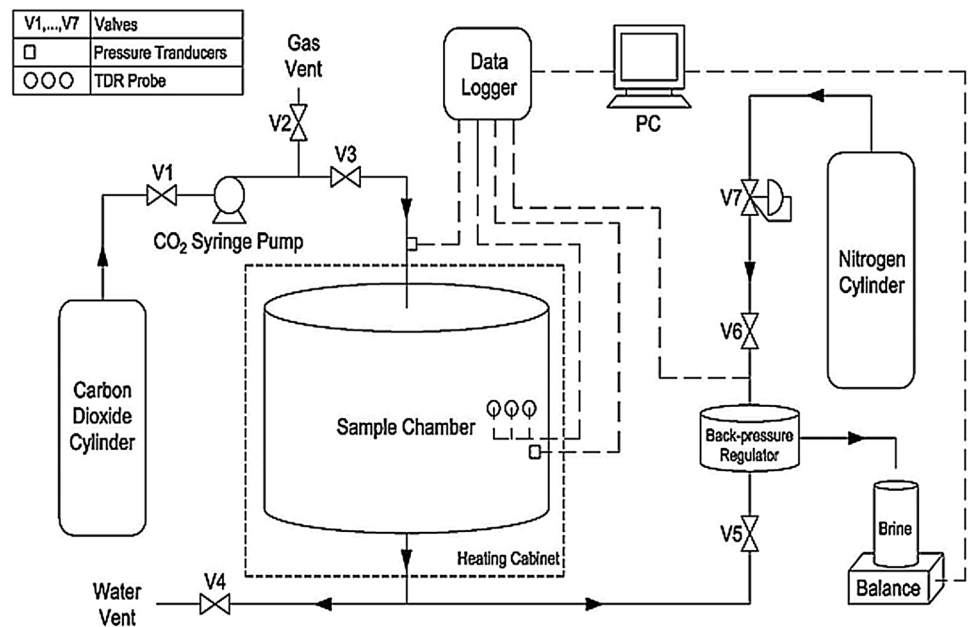 V1,...,V7 Valves
Pressure Tranducers
TDR Probe
Gas
Vent
V2
V1
V3
CO₂ Syringe Pump
Data
Logger
PC
V7
Nitrogen
Cylinder
V6
Carbon
Dioxide
Cylinder
Sample Chamber
Back-pressure
Regulator
V5
Brine
Balance
Heating Cabinet
Water
Vent
V4